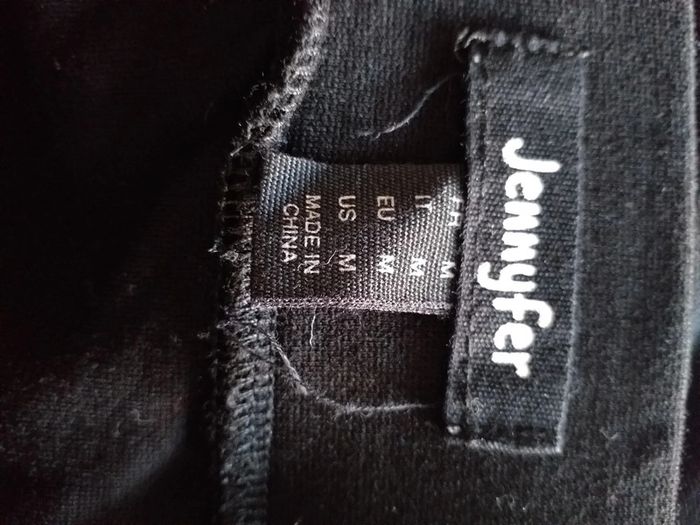 Jennyfer
FR M
IT M
EU M
US M
MADE IN
CHINA